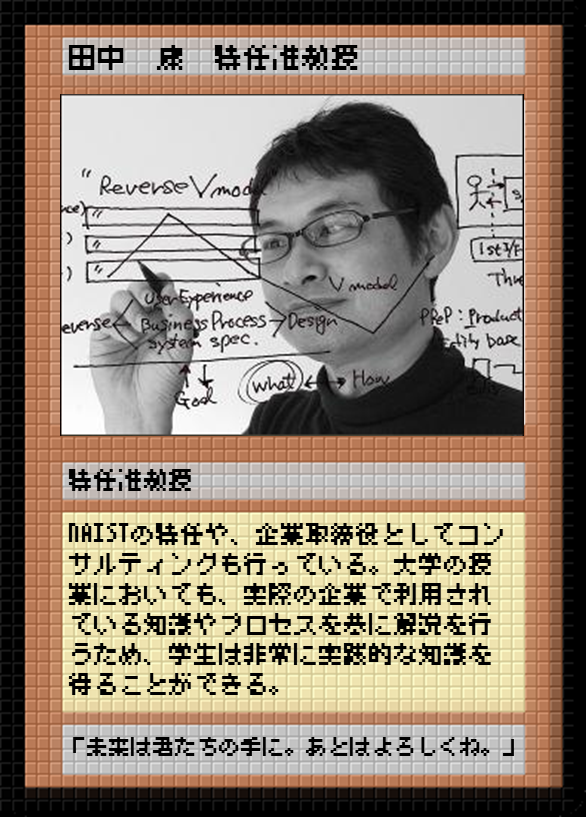 田中　康　特任准教授
"ReverseVmodel
User Experience
everse
Business Process → Design
system spec.
V model
Goal
what ↔ How
1st
PReP : Product
base
特任准教授
NAISTの特任や、企業取締役としてコン
サルティングも行っている。大学の授
業においても、実際の企業で利用され
ている知識やプロセスを基に解説を行
うため、学生は非常に実践的な知識を
得ることができる。
「未来は君たちの手に。あとはよろしくね。」